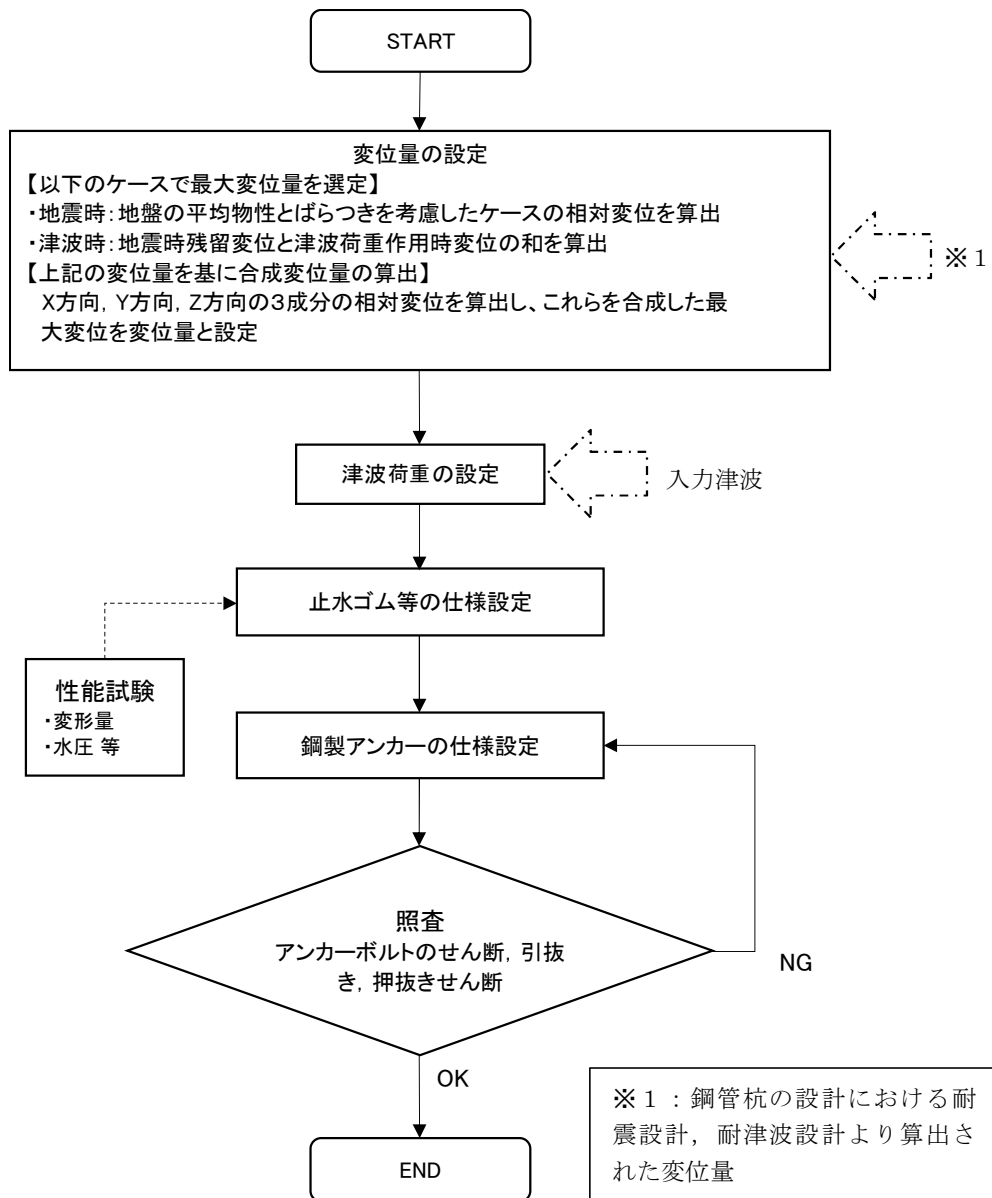 START
変位量の設定
【以下のケースで最大変位量を選定】
・地震時：地盤の平均物性とばらつきを考慮したケースの相対変位を算出
・津波時：地震時残留変位と津波荷重作用時変位の和を算出
【上記の変位量を基に合成変位量の算出】
X方向，Y方向，Z方向の3成分の相対変位を算出し、これらを合成した最
大変位を変位量と設定
※１
津波荷重の設定
入力津波
止水ゴム等の仕様設定
性能試験
・変形量
・水圧 等
鋼製アンカーの仕様設定
照査
アンカーボルトのせん断，引抜
き，押抜きせん断
NG
OK
END
※１：鋼管杭の設計における耐
震設計，耐津波設計より算出さ
れた変位量